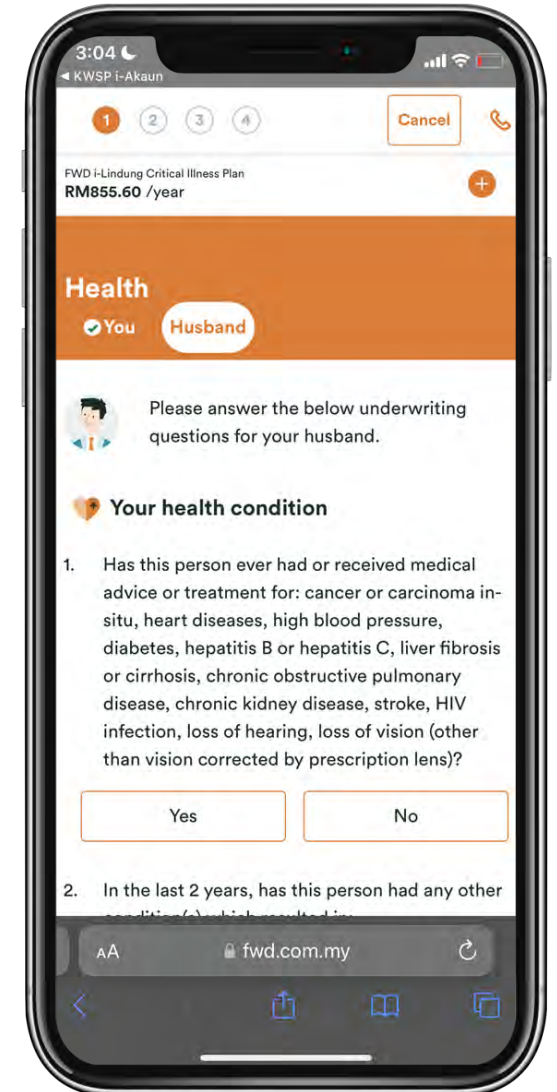 3:04
◀ KWSP i-Akaun
1 2 3 4 Cancel
FWD i-Lindung Critical Illness Plan
RM855.60 /year
Health
You Husband
Please answer the below underwriting
questions for your husband.
Your health condition
1. Has this person ever had or received medical
advice or treatment for: cancer or carcinoma in-
situ, heart diseases, high blood pressure,
diabetes, hepatitis B or hepatitis C, liver fibrosis
or cirrhosis, chronic obstructive pulmonary
disease, chronic kidney disease, stroke, HIV
infection, loss of hearing, loss of vision (other
than vision corrected by prescription lens)?
Yes No
2. In the last 2 years, has this person had any other
condition(s) which resulted in:
AA fwd.com.my